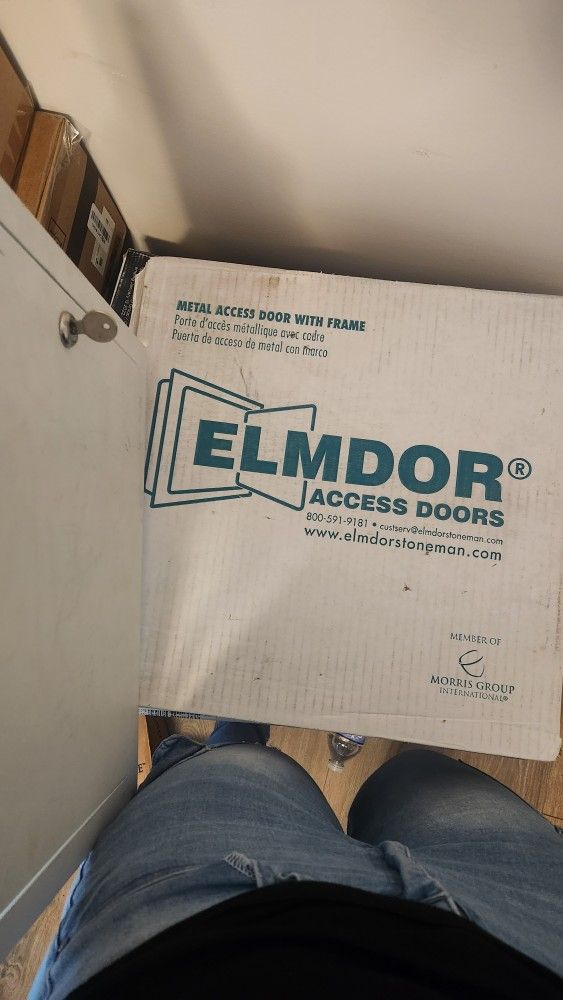 METAL ACCESS DOOR WITH FRAME
Porte d'accès métallique avec cadre
Puerta de acceso de metal con marco
ELMDOR®
ACCESS DOORS
800-591-9181 • custserv@elmdorstoneman.com
www.elmdorstoneman.com
MEMBER OF
MORRIS GROUP
INTERNATIONAL®